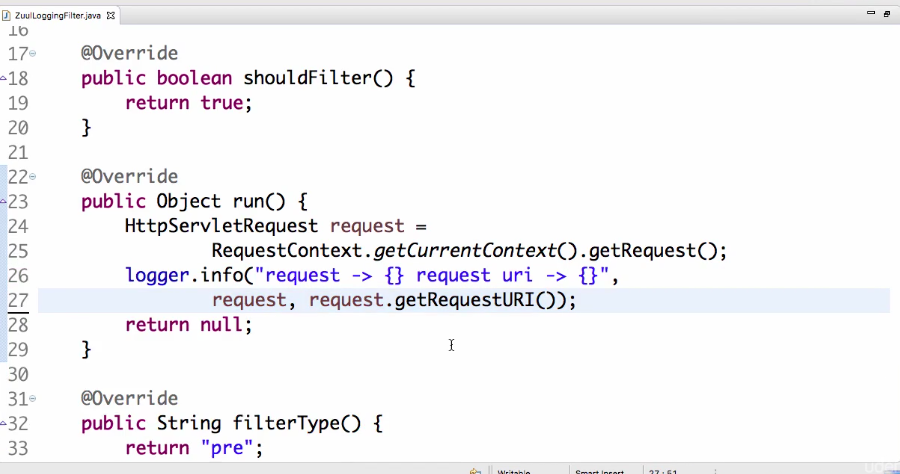 ZuulLoggingFilter.java
16
17 @Override
18 public boolean shouldFilter() {
19 return true;
20 }
21
22 @Override
23 public Object run() {
24 HttpServletRequest request =
25 RequestContext.getCurrentContext().getRequest();
26 logger.info("request -> {} request uri -> {}",
27 request, request.getRequestURI());
28 return null;
29 }
30
31 @Override
32 public String filterType() {
33 return "pre";
Writable Smart Insert 27 : 51